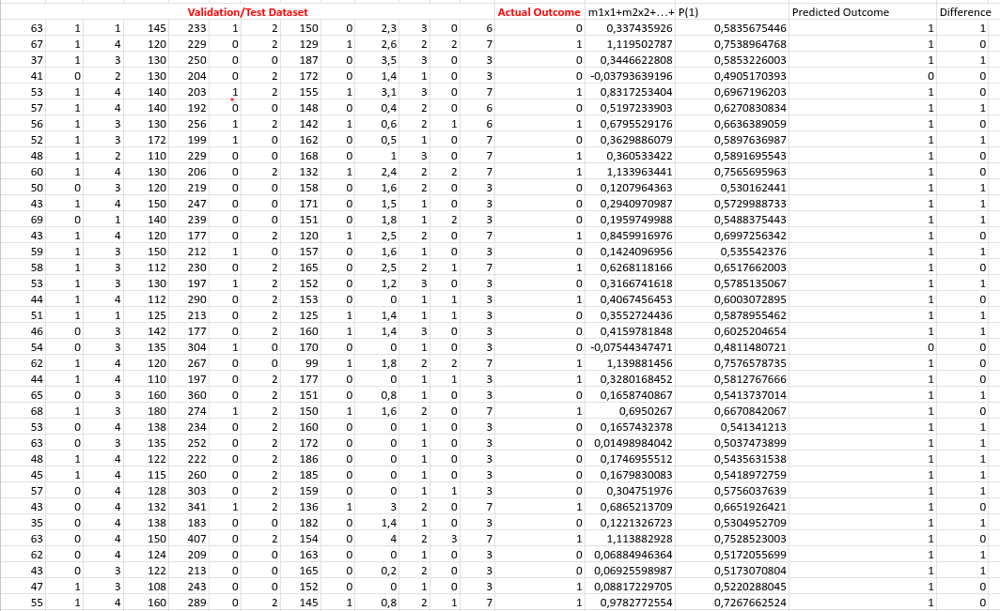 Validation/Test Dataset Actual Outcome m1x1+m2x2+…+ P(1) Predicted Outcome Difference
63 1 1 145 233 1 2 150 0 2,3 3 0 6 0 0,337435926 0,5835675446 1 1
67 1 4 120 229 0 2 129 1 2,6 2 2 7 1 1,119502787 0,7538964768 1 0
37 1 3 130 250 0 0 187 0 3,5 3 0 3 0 0,3446622808 0,5853226003 1 1
41 0 2 130 204 0 2 172 0 1,4 1 0 3 0 -0,03793639196 0,4905170393 0 0
53 1 4 140 203 1 2 155 1 3,1 3 0 7 1 0,8317253404 0,6967196203 1 0
57 1 4 140 192 0 0 148 0 0,4 2 0 6 0 0,5197233903 0,6270830834 1 1
56 1 3 130 256 1 2 142 1 0,6 2 1 6 1 0,6795529176 0,6636389059 1 0
52 1 3 172 199 1 0 162 0 0,5 1 0 7 0 0,3629886079 0,5897636987 1 1
48 1 2 110 229 0 0 168 0 1 3 0 7 1 0,360533422 0,5891695543 1 0
60 1 4 130 206 0 2 132 1 2,4 2 2 7 1 1,133963441 0,7565695963 1 0
50 0 3 120 219 0 0 158 0 1,6 2 0 3 0 0,1207964363 0,530162441 1 1
43 1 4 150 247 0 0 171 0 1,5 1 0 3 0 0,2940970987 0,5729988733 1 1
69 0 1 140 239 0 0 151 0 1,8 1 2 3 0 0,1959749988 0,5488375443 1 1
43 1 4 120 177 0 2 120 1 2,5 2 0 7 1 0,8459916976 0,6997256342 1 0
59 1 3 150 212 1 0 157 0 1,6 1 0 3 0 0,1424096956 0,535542376 1 1
58 1 3 112 230 0 2 165 0 2,5 2 1 7 1 0,6268118166 0,6517662003 1 0
53 1 3 130 197 1 2 152 0 1,2 3 0 3 0 0,3166741618 0,5785135067 1 1
44 1 4 112 290 0 2 153 0 0 1 1 3 1 0,4067456453 0,6003072895 1 0
51 1 1 125 213 0 2 125 1 1,4 1 1 3 0 0,3552724436 0,5878955462 1 1
46 0 3 142 177 0 2 160 1 1,4 3 0 3 0 0,4159781848 0,6025204654 1 1
54 0 3 135 304 1 0 170 0 0 1 0 3 0 -0,07544347471 0,4811480721 0 0
62 1 4 120 267 0 0 99 1 1,8 2 2 7 1 1,139881456 0,7576578735 1 0
44 1 4 110 197 0 2 177 0 0 1 1 3 1 0,3280168452 0,5812767666 1 0
65 0 3 160 360 0 2 151 0 0,8 1 0 3 0 0,1658740867 0,5413737014 1 1
68 1 3 180 274 1 2 150 1 1,6 2 0 7 1 0,6950267 0,6670842067 1 0
53 0 4 138 234 0 2 160 0 0 1 0 3 0 0,1657432378 0,541341213 1 1
63 0 3 135 252 0 2 172 0 0 1 0 3 0 0,01498984042 0,5037473899 1 1
48 1 4 122 222 0 2 186 0 0 1 0 3 0 0,1746955512 0,5435631538 1 1
45 1 4 115 260 0 2 185 0 0 1 0 3 0 0,1679830083 0,5418972759 1 1
57 0 4 128 303 0 2 159 0 0 1 1 3 0 0,304751976 0,5756037639 1 1
43 0 4 132 341 1 2 136 1 3 2 0 7 1 0,6865213709 0,6651926421 1 0
35 0 4 138 183 0 0 182 0 1,4 1 0 3 0 0,1221326723 0,5304952709 1 1
63 0 4 150 407 0 2 154 0 4 2 3 7 1 1,113882928 0,7528523003 1 0
62 0 4 124 209 0 0 163 0 0 1 0 3 0 0,06884946364 0,5172055699 1 1
43 0 3 122 213 0 0 165 0 0,2 2 0 3 0 0,06925598987 0,5173070804 1 1
47 1 3 108 243 0 0 152 0 0 1 0 3 1 0,08817229705 0,5220288045 1 0
55 1 4 160 289 0 2 145 1 0,8 2 1 7 1 0,9782772554 0,7267662524 1 0